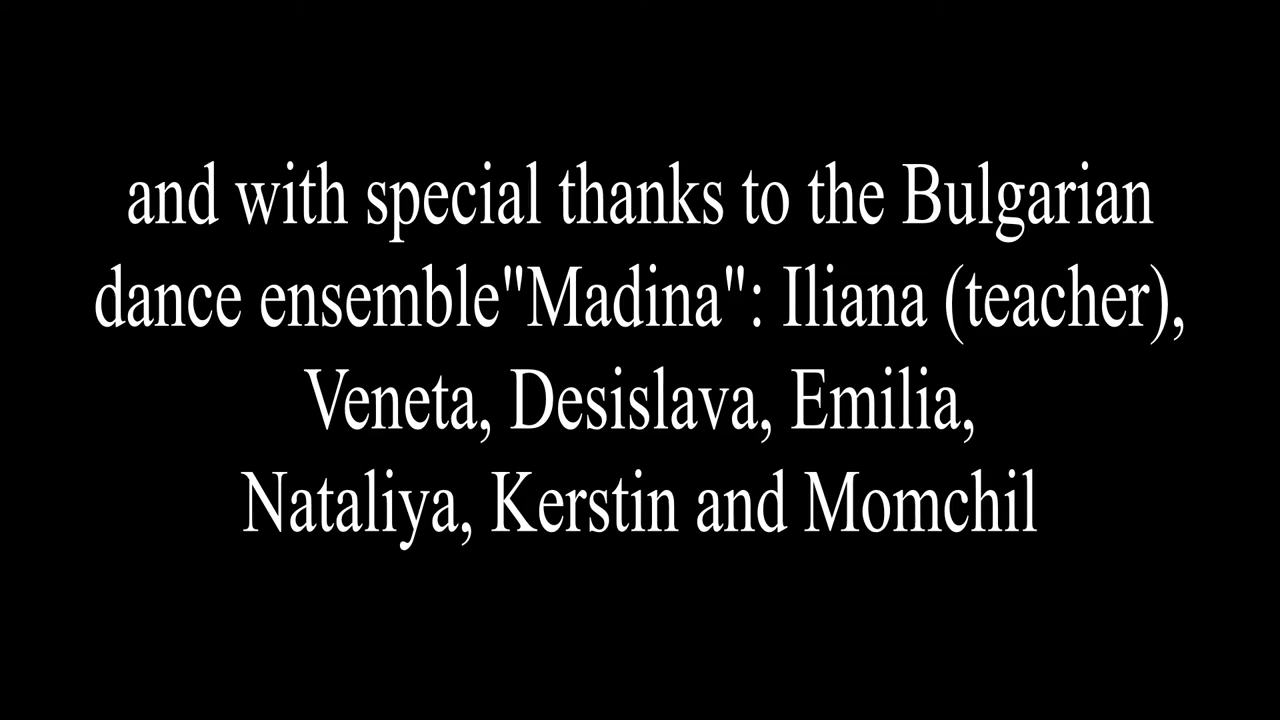 and with special thanks to the Bulgarian
dance ensemble"Madina": Iliana (teacher),
Veneta, Desislava, Emilia,
Nataliya, Kerstin and Momchil